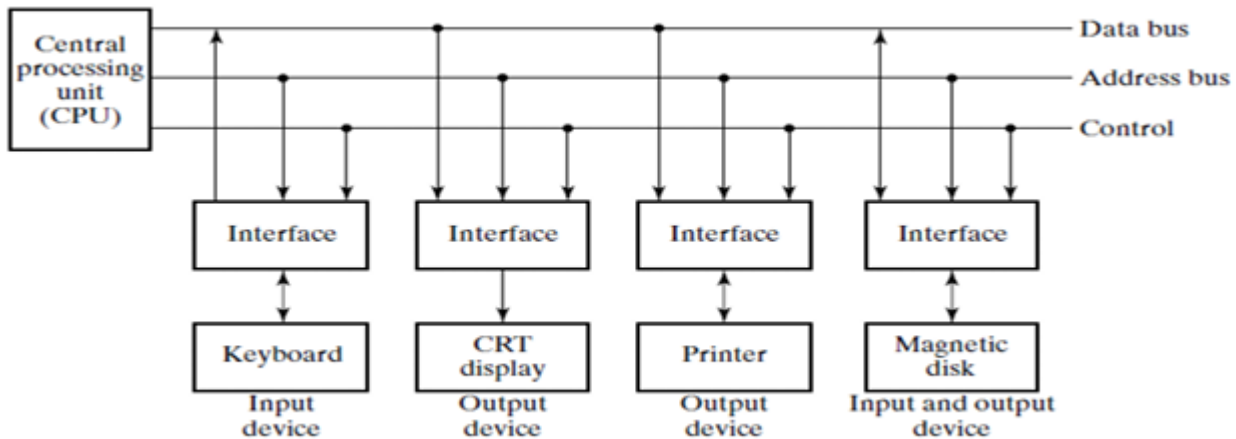 Central
processing
unit
(CPU)
Data bus
Address bus
Control
Interface
Interface
Interface
Interface
Keyboard
CRT
display
Printer
Magnetic
disk
Input
device
Output
device
Output
device
Input and output
device